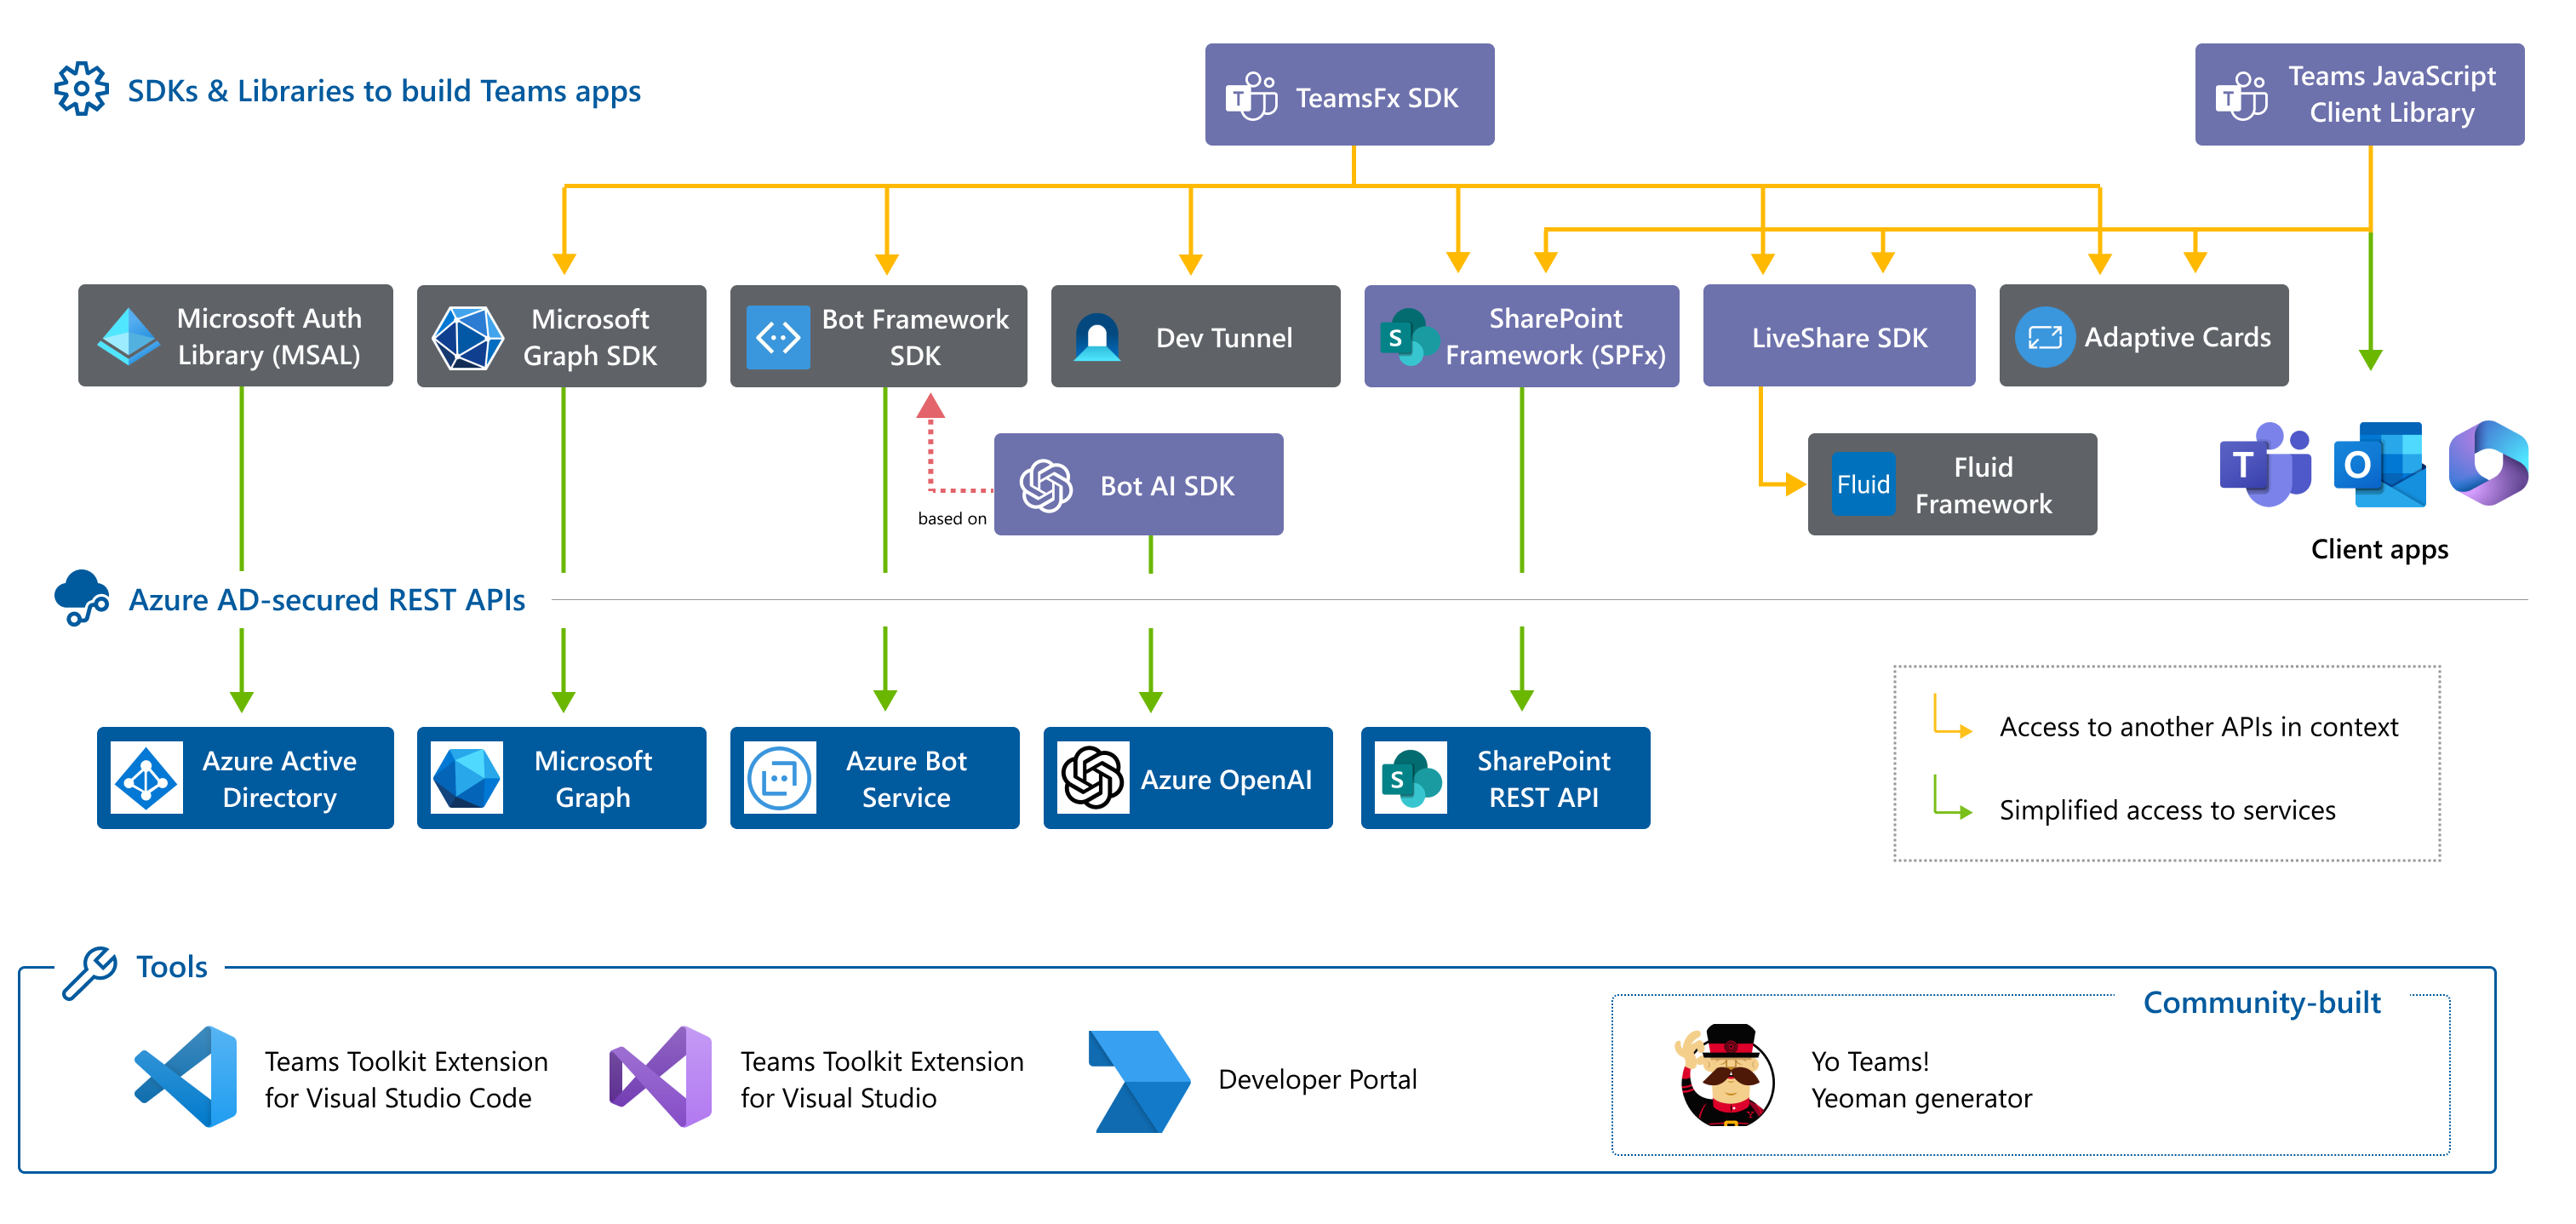 SDKs & Libraries to build Teams apps
T
TeamsFx SDK
T
Teams JavaScript
Client Library
Microsoft Auth
Library (MSAL)
Microsoft
Graph SDK
Bot Framework
SDK
Dev Tunnel
S
SharePoint
Framework (SPFx)
LiveShare SDK
Adaptive Cards
based on
Bot AI SDK
Fluid
Fluid
Framework
T
O
Client apps
Azure AD-secured REST APIs
Azure Active
Directory
Microsoft
Graph
Azure Bot
Service
Azure OpenAI
S
SharePoint
REST API
Access to another APIs in context
Simplified access to services
Tools
Teams Toolkit Extension
for Visual Studio Code
Teams Toolkit Extension
for Visual Studio
Developer Portal
Community-built
Yo Teams!
Yeoman generator